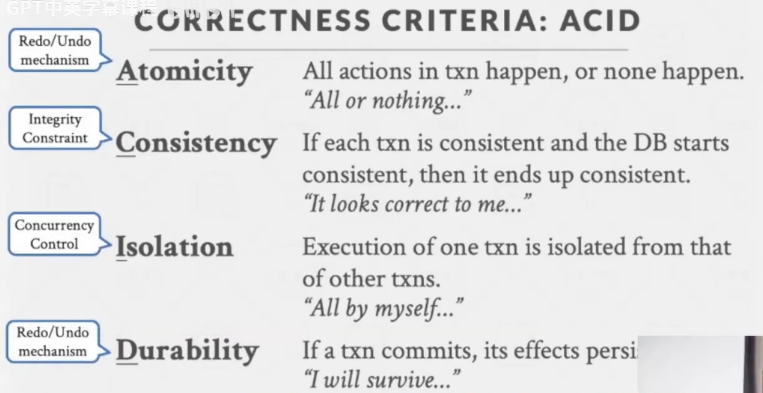 GPT中英字幕课程
CORRECTNESS CRITERIA: ACID
Redo/Undo
mechanism
Atomicity
All actions in txn happen, or none happen.
“All or nothing…”
Integrity
Constraint
Consistency
If each txn is consistent and the DB starts
consistent, then it ends up consistent.
“It looks correct to me…”
Concurrency
Control
Isolation
Execution of one txn is isolated from that
of other txns.
“All by myself…”
Redo/Undo
mechanism
Durability
If a txn commits, its effects
“I will survive…”